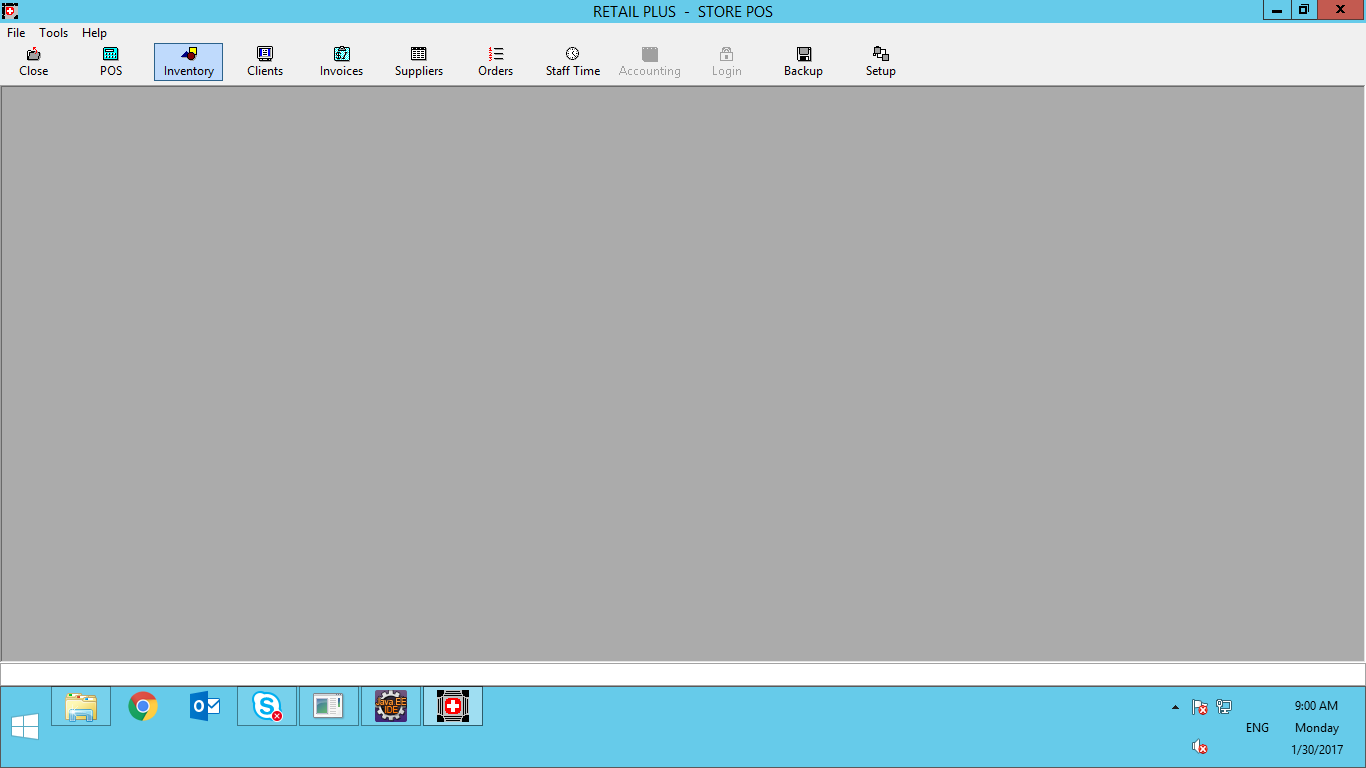 RETAIL PLUS - STORE POS
File Tools Help
Close POS Inventory Clients Invoices Suppliers Orders Staff Time Accounting Login Backup Setup
9:00 AM
ENG Monday
1/30/2017
Java EE
IDE